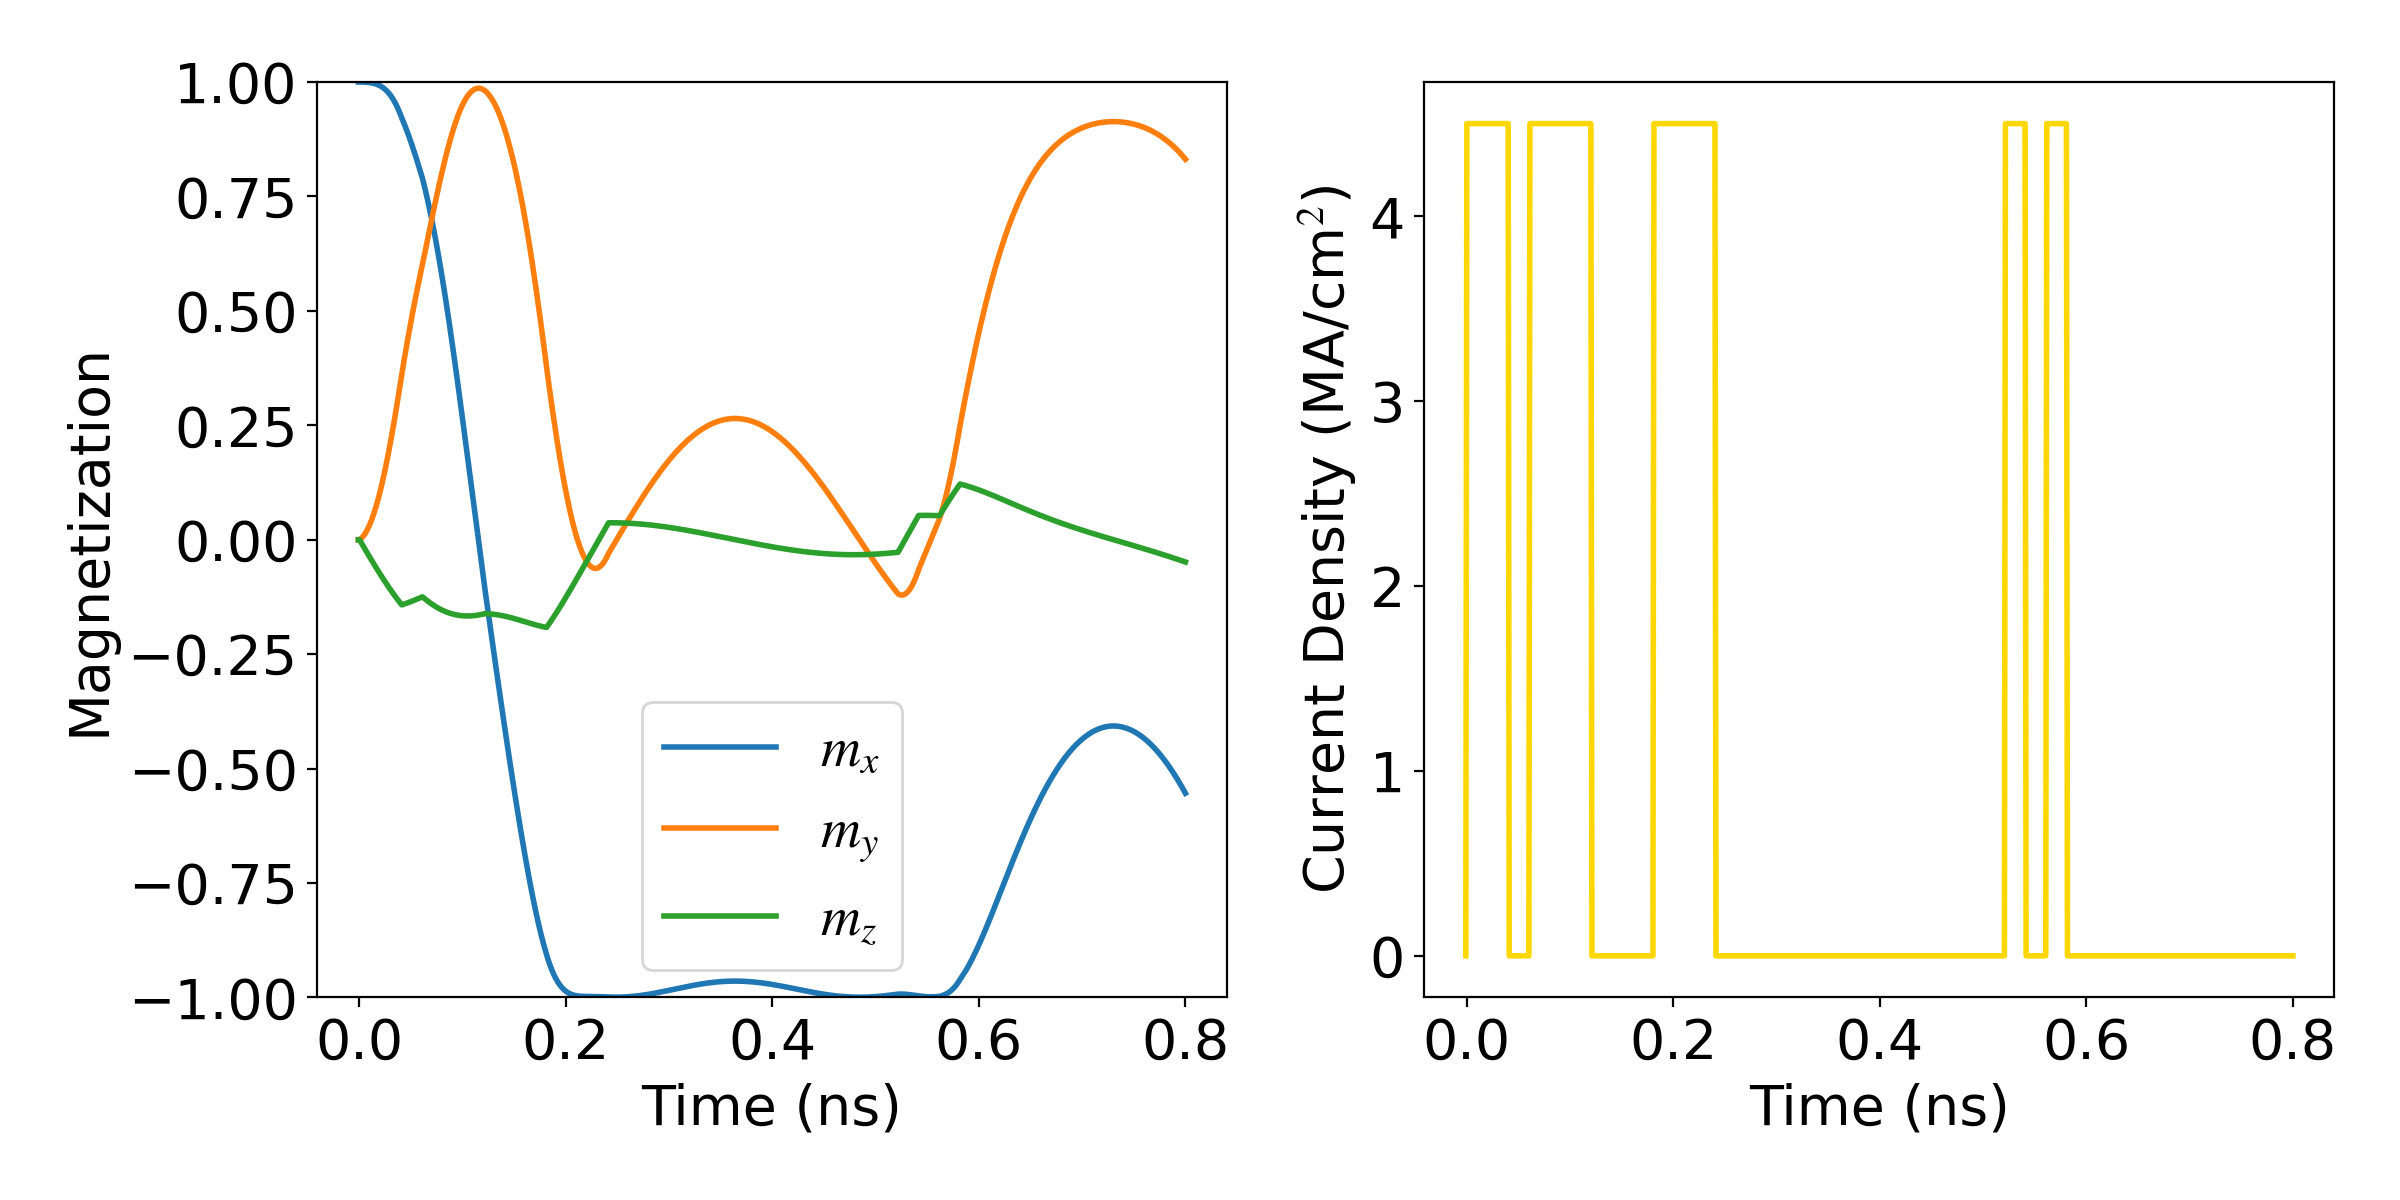 1.00
0.75
0.50
0.25
0.00
−0.25
−0.50
−0.75
−1.00
Magnetization
0.0 0.2 0.4 0.6 0.8
Time (ns)
mₓ
m_y
m_z
4
3
2
1
0
Current Density (MA/cm²)
0.0 0.2 0.4 0.6 0.8
Time (ns)